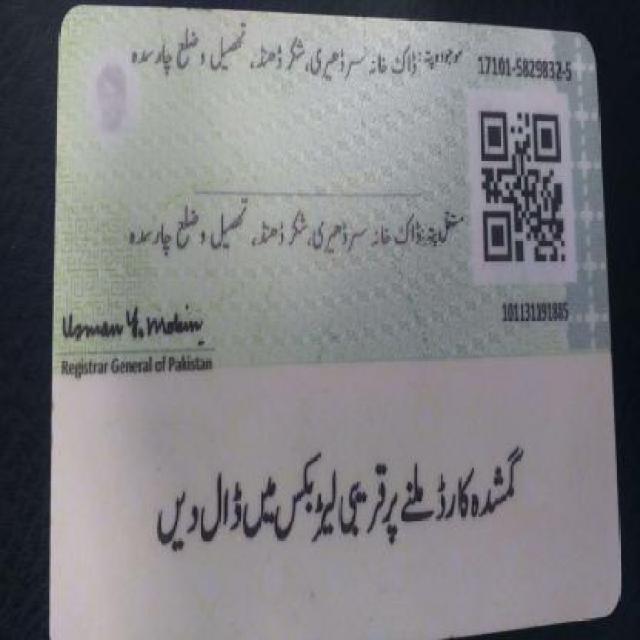 موجودہ پتہ: ڈاک خانہ سرڈھیری، شکر ڈھنڈ، تحصیل و ضلع چارسدہ
17101-5829832-5
مستقل پتہ: ڈاک خانہ سرڈھیری، شکر ڈھنڈ، تحصیل و ضلع چارسدہ
101131191885
Usman Y. Mobin
Registrar General of Pakistan
گمشدہ کارڈ ملنے پر قریبی لیٹر بکس میں ڈال دیں